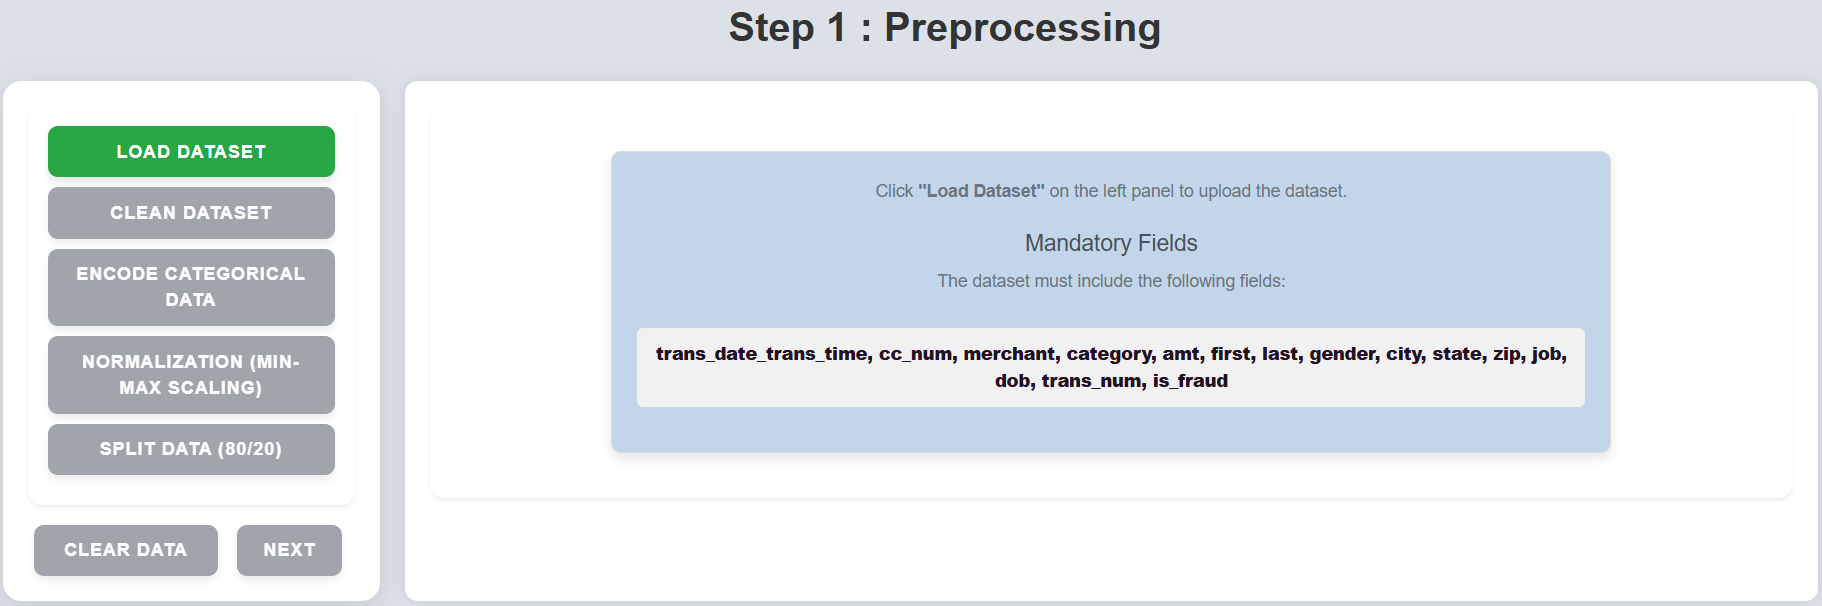 Step 1 : Preprocessing
LOAD DATASET
CLEAN DATASET
ENCODE CATEGORICAL
DATA
NORMALIZATION (MIN-
MAX SCALING)
SPLIT DATA (80/20)
CLEAR DATA
NEXT
Click "Load Dataset" on the left panel to upload the dataset.
Mandatory Fields
The dataset must include the following fields:
trans_date_trans_time, cc_num, merchant, category, amt, first, last, gender, city, state, zip, job,
dob, trans_num, is_fraud